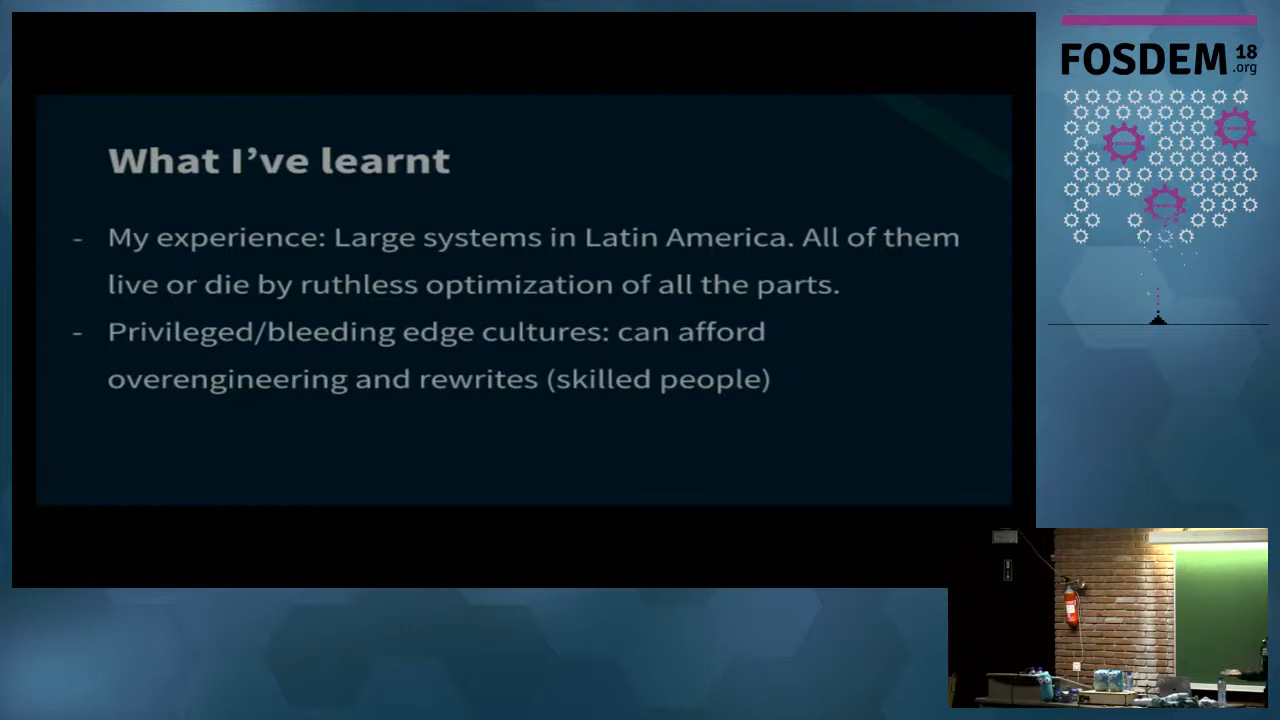 What I've learnt
- My experience: Large systems in Latin America. All of them
live or die by ruthless optimization of all the parts.
- Privileged/bleeding edge cultures: can afford
overengineering and rewrites (skilled people)
FOSDEM 18
.org